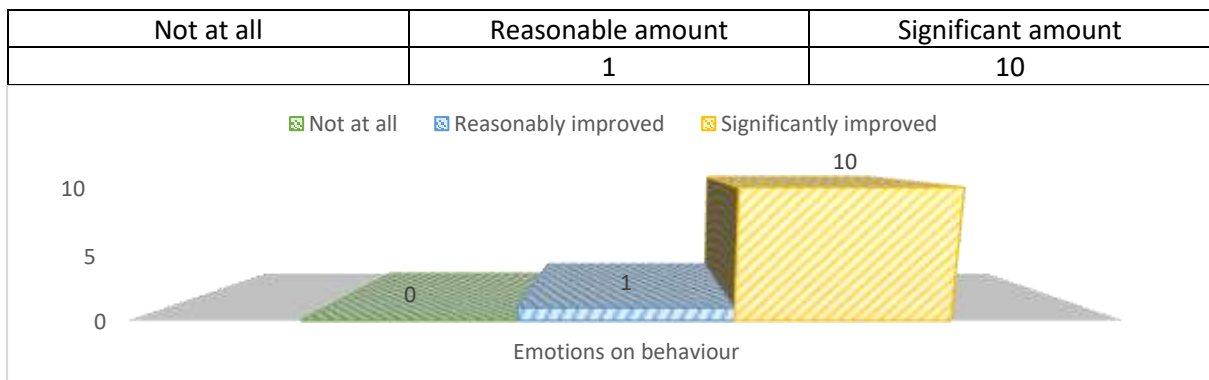 Not at all Reasonable amount Significant amount
1 10
Not at all Reasonably improved Significantly improved
10
10
5
1
0
0
Emotions on behaviour